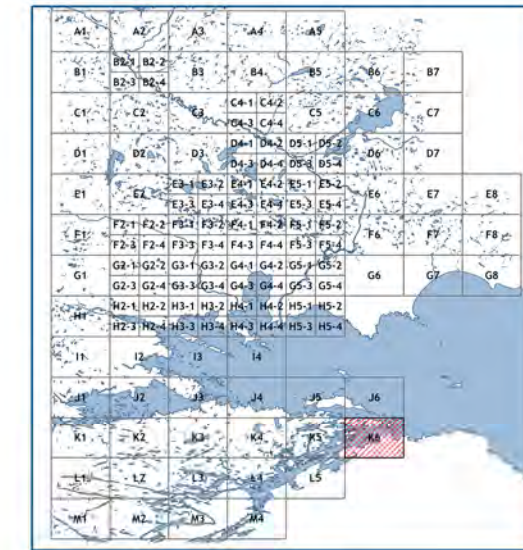 A1 A2 A3 A4 A5
B2-1 B2-2
B1 B3 B4 B5 B6 B7
B2-3 B2-4
C4-1 C4-2
C1 C2 C3 C5 C6 C7
C4-3 C4-4
D4-1 D4-2 D5-1 D5-2
D1 D2 D3 D6 D7
D4-3 D4-4 D5-3 D5-4
E3-1 E3-2 E4-1 E4-2 E5-1 E5-2
E1 E2 E6 E7 E8
E3-3 E3-4 E4-3 E4-4 E5-3 E5-4
F2-1 F2-2 F3-1 F3-2 F4-1 F4-2 F5-1 F5-2
F1 F6 F7 F8
F2-3 F2-4 F3-3 F3-4 F4-3 F4-4 F5-3 F5-4
G2-1 G2-2 G3-1 G3-2 G4-1 G4-2 G5-1 G5-2
G1 G6 G7 G8
G2-3 G2-4 G3-3 G3-4 G4-3 G4-4 G5-3 G5-4
H2-1 H2-2 H3-1 H3-2 H4-1 H4-2 H5-1 H5-2
H1
H2-3 H2-4 H3-3 H3-4 H4-3 H4-4 H5-3 H5-4
I1 I2 I3 I4
J1 J2 J3 J4 J5 J6
K1 K2 K3 K4 K5 K6
L1 L2 L3 L4 L5
M1 M2 M3 M4